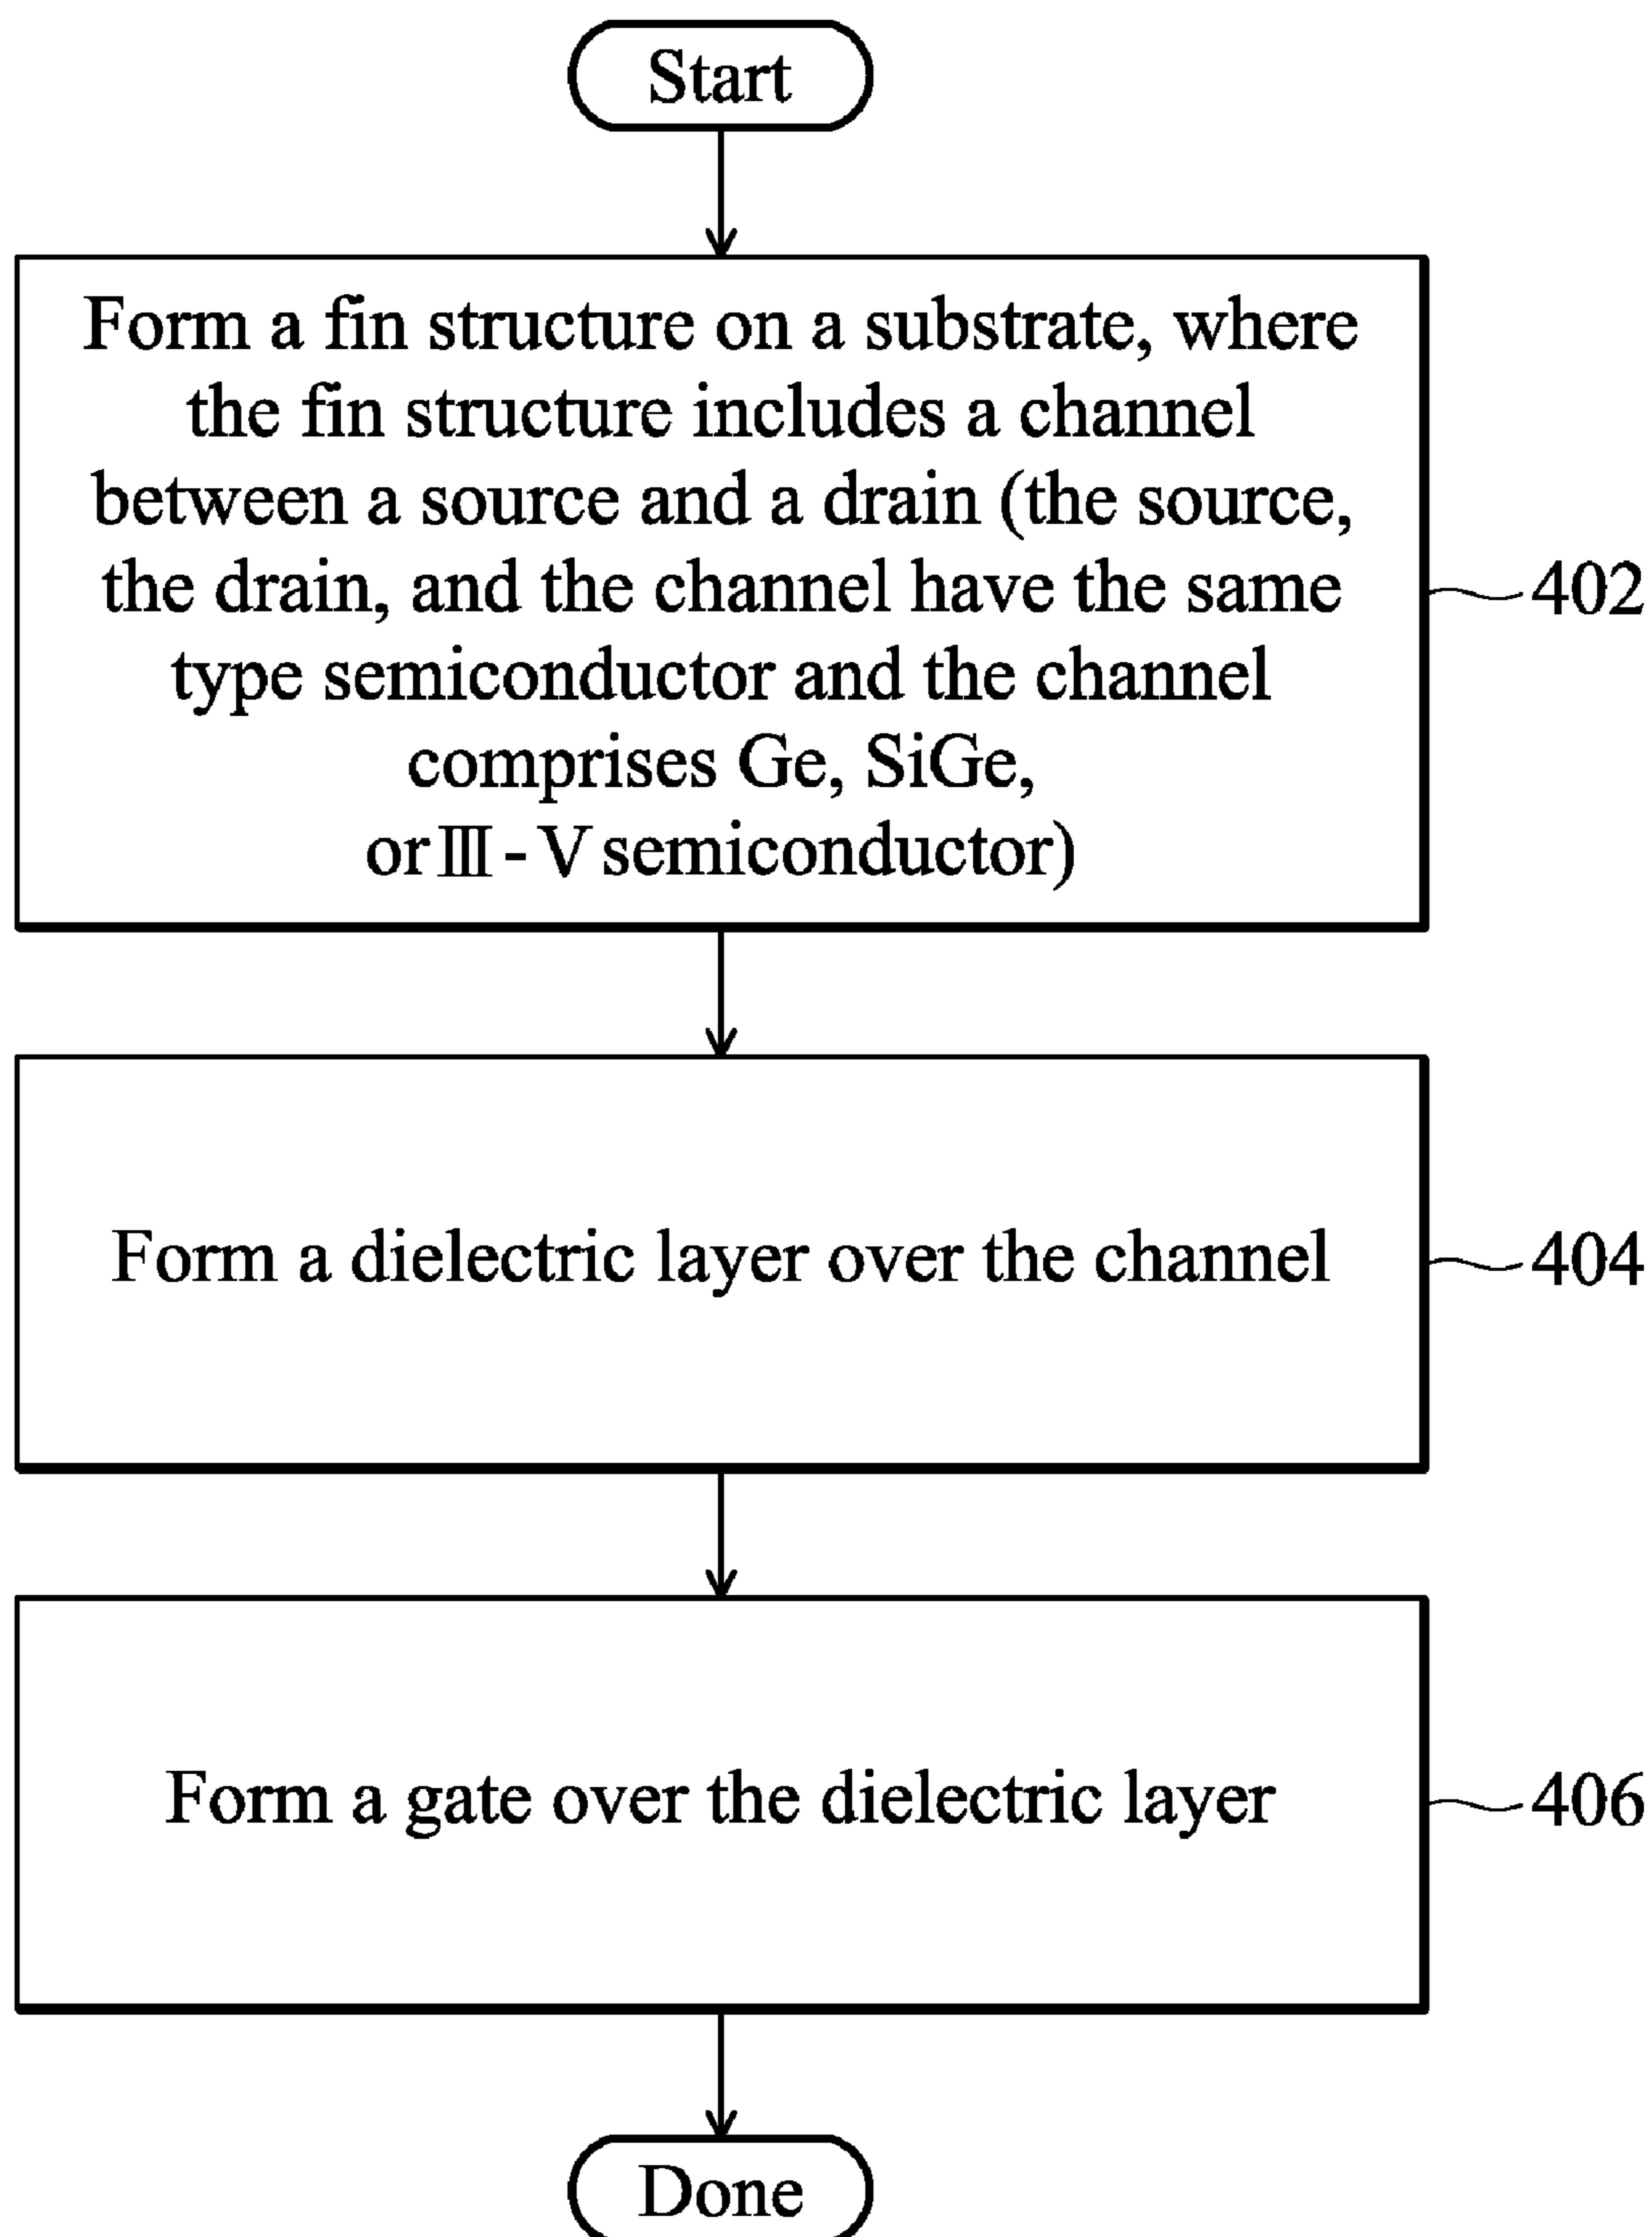 Start
Form a fin structure on a substrate, where
the fin structure includes a channel
between a source and a drain (the source,
the drain, and the channel have the same
type semiconductor and the channel
comprises Ge, SiGe,
or III - V semiconductor)
402
Form a dielectric layer over the channel
404
Form a gate over the dielectric layer
406
Done